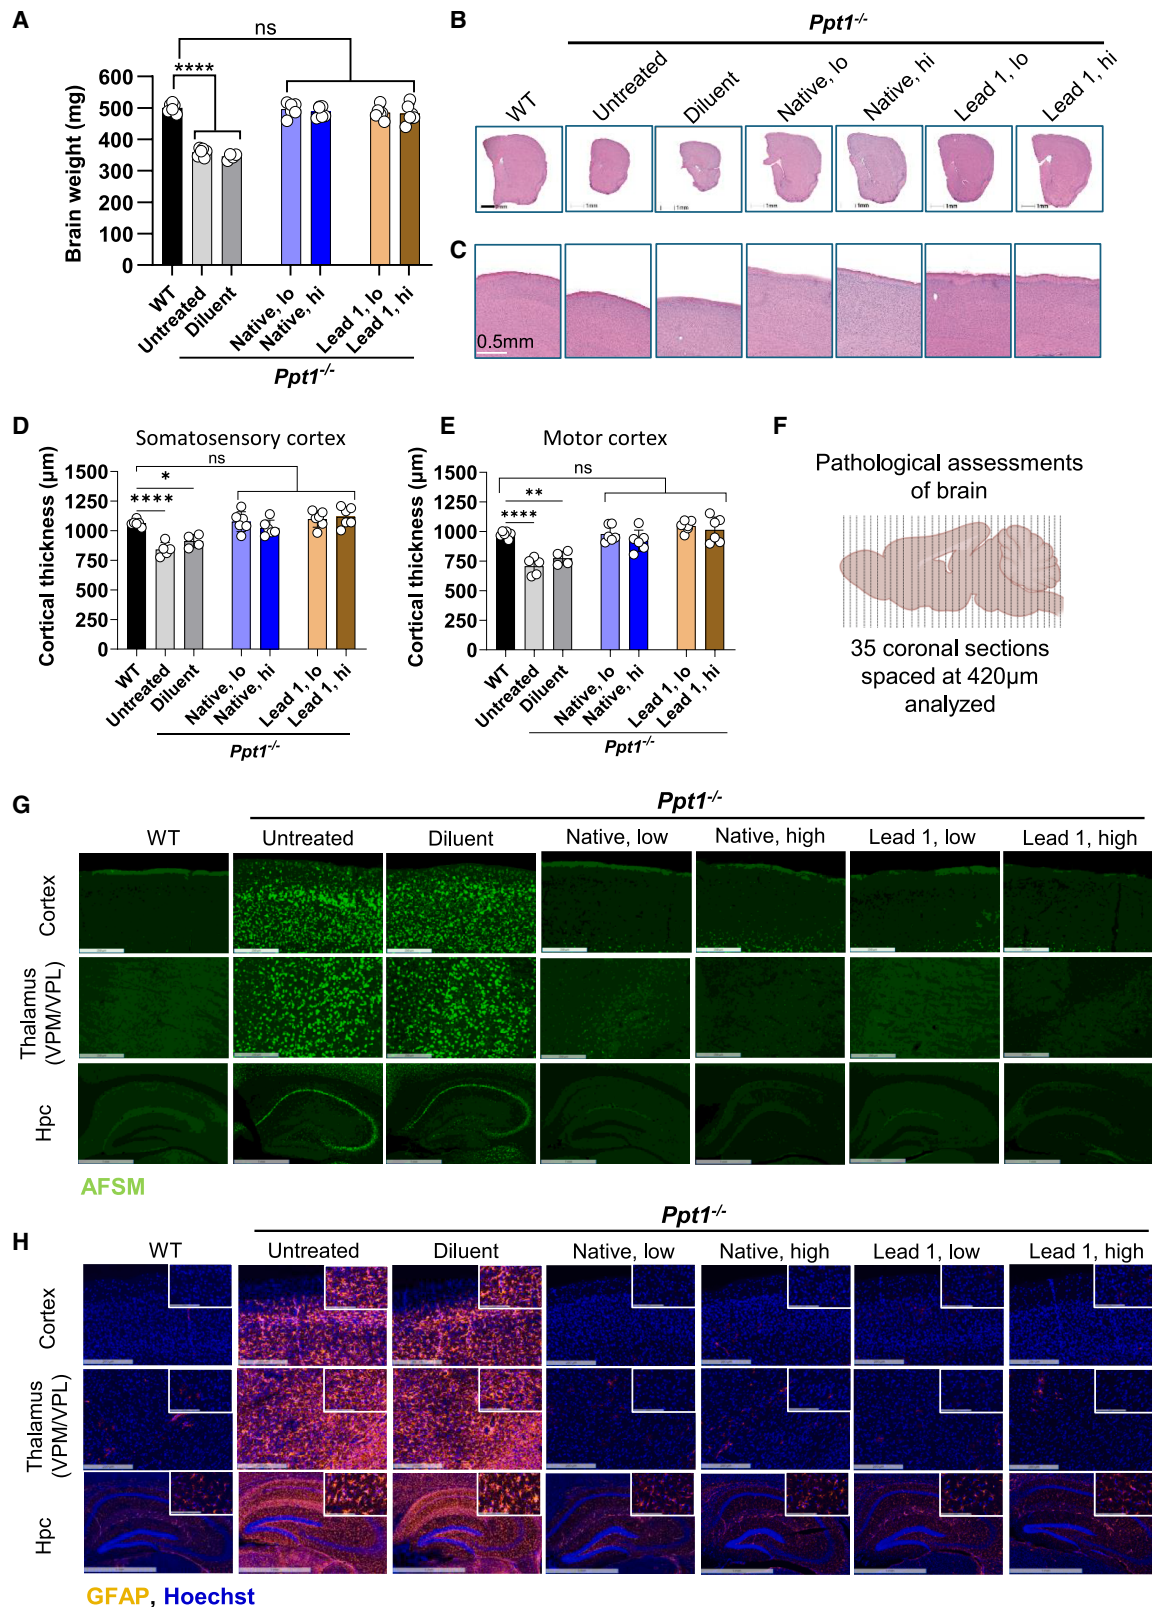 A
ns
****
Brain weight (mg)
600
500
400
300
200
100
0
WT
Untreated
Diluent
Native, lo
Native, hi
Lead 1, lo
Lead 1, hi
Ppt1-/-
B
Ppt1-/-
WT
Untreated
Diluent
Native, lo
Native, hi
Lead 1, lo
Lead 1, hi
1mm
1mm
1mm
1mm
1mm
1mm
C
0.5mm
D
Somatosensory cortex
ns
*
****
Cortical thickness (µm)
1500
1250
1000
750
500
250
0
WT
Untreated
Diluent
Native, lo
Native, hi
Lead 1, lo
Lead 1, hi
Ppt1-/-
E
Motor cortex
ns
**
****
Cortical thickness (µm)
1500
1250
1000
750
500
250
0
WT
Untreated
Diluent
Native, lo
Native, hi
Lead 1, lo
Lead 1, hi
Ppt1-/-
F
Pathological assessments
of brain
35 coronal sections
spaced at 420µm
analyzed
G
Ppt1-/-
WT Untreated Diluent Native, low Native, high Lead 1, low Lead 1, high
Cortex
Thalamus
(VPM/VPL)
Hpc
AFSM
H
Ppt1-/-
WT Untreated Diluent Native, low Native, high Lead 1, low Lead 1, high
Cortex
Thalamus
(VPM/VPL)
Hpc
GFAP, Hoechst